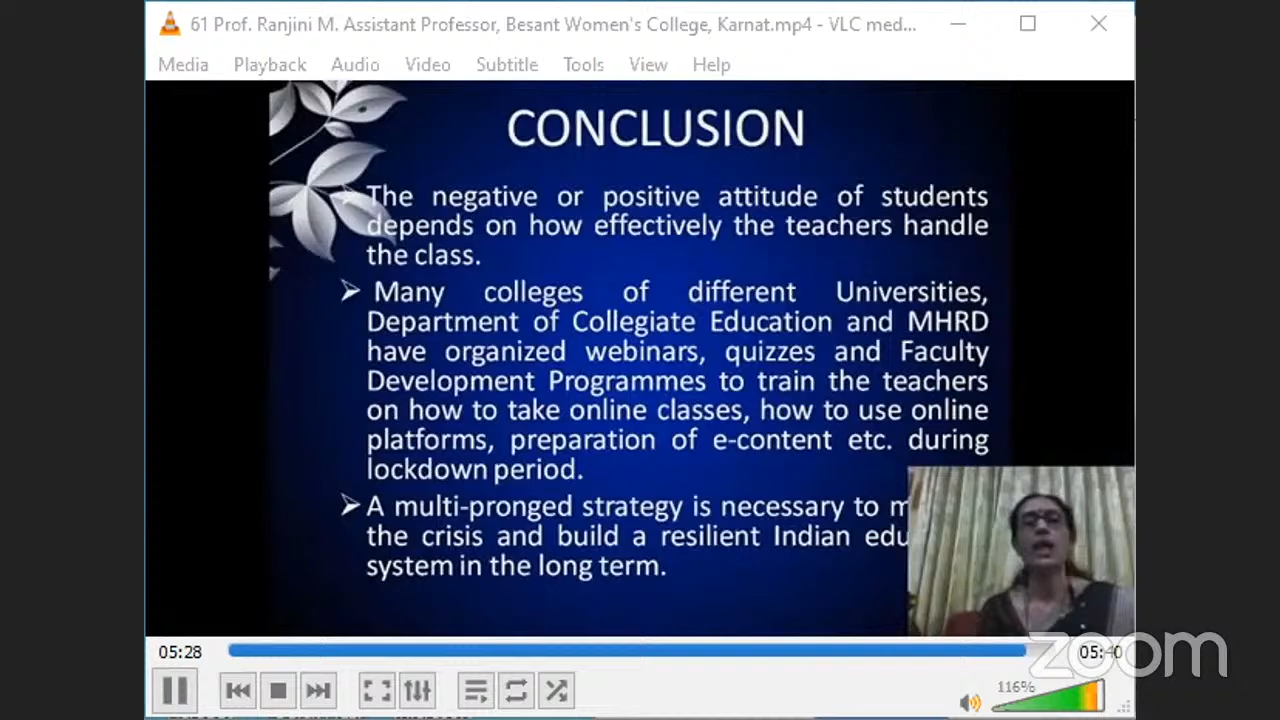 61 Prof. Ranjini M. Assistant Professor, Besant Women's College, Karnat.mp4 - VLC med...
Media Playback Audio Video Subtitle Tools View Help
CONCLUSION
➢ The negative or positive attitude of students
depends on how effectively the teachers handle
the class.
➢ Many colleges of different Universities,
Department of Collegiate Education and MHRD
have organized webinars, quizzes and Faculty
Development Programmes to train the teachers
on how to take online classes, how to use online
platforms, preparation of e-content etc. during
lockdown period.
➢ A multi-pronged strategy is necessary to
the crisis and build a resilient Indian
system in the long term.
05:28
05:40
zoom
116%